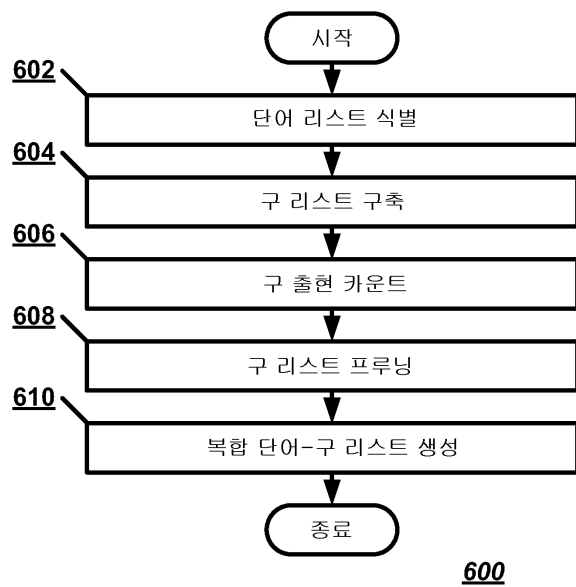 시작
602
단어 리스트 식별
604
구 리스트 구축
606
구 출현 카운트
608
구 리스트 프루닝
610
복합 단어-구 리스트 생성
종료
600